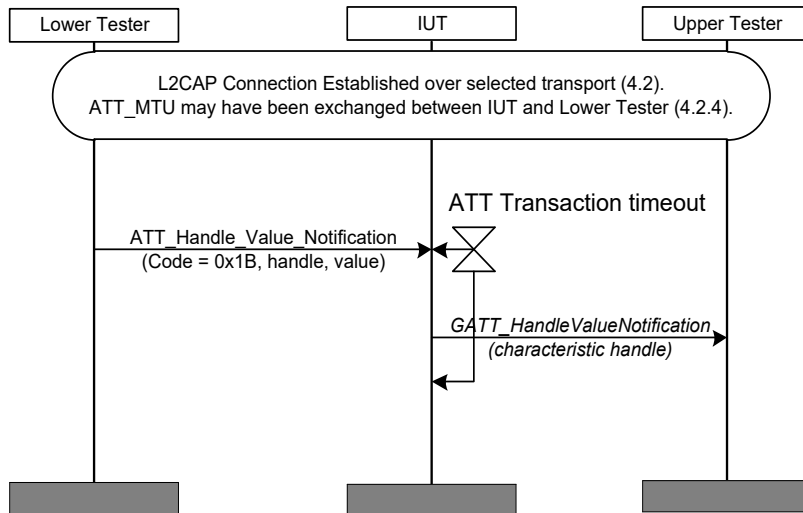 Lower Tester
IUT
Upper Tester
L2CAP Connection Established over selected transport (4.2).
ATT_MTU may have been exchanged between IUT and Lower Tester (4.2.4).
ATT Transaction timeout
ATT_Handle_Value_Notification
(Code = 0x1B, handle, value)
GATT_HandleValueNotification
(characteristic handle)